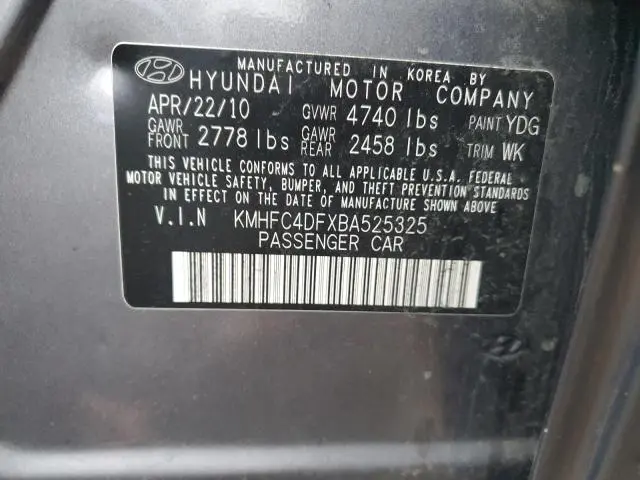 MANUFACTURED IN KOREA BY
HYUNDAI MOTOR COMPANY
APR/22/10 GVWR 4740 lbs PAINT YDG
GAWR FRONT 2778 lbs GAWR REAR 2458 lbs TRIM WK
THIS VEHICLE CONFORMS TO ALL APPLICABLE U.S.A. FEDERAL
MOTOR VEHICLE SAFETY, BUMPER, AND THEFT PREVENTION STANDARDS
IN EFFECT ON THE DATE OF MANUFACTURE SHOWN ABOVE
V.I.N KMHFC4DFXBA525325
PASSENGER CAR